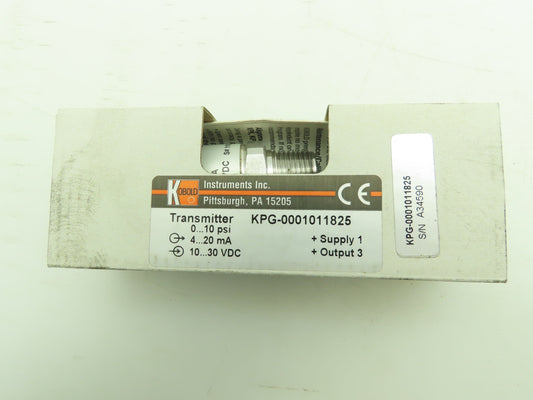 KOBOLD
Instruments Inc.
Pittsburgh, PA 15205
CE
Transmitter KPG-0001011825
0...10 psi
4...20 mA + Supply 1
10...30 VDC + Output 3
KPG-0001011825
S/N A34590
VDC